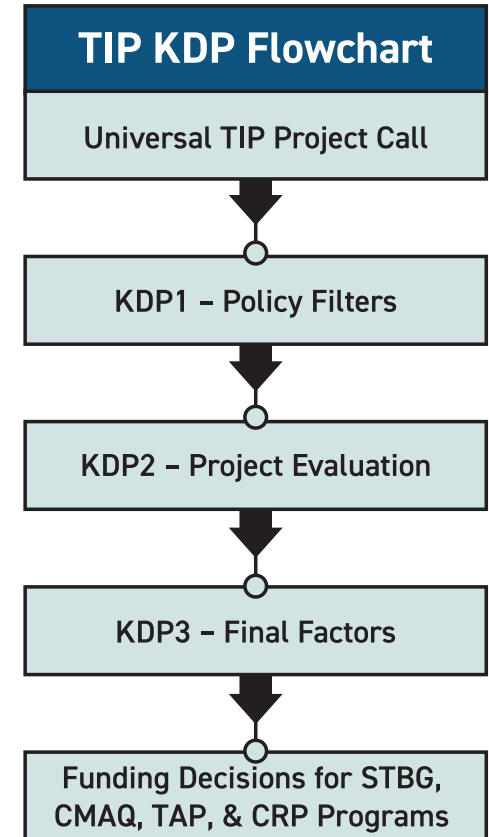 TIP KDP Flowchart
Universal TIP Project Call
KDP1 – Policy Filters
KDP2 – Project Evaluation
KDP3 – Final Factors
Funding Decisions for STBG,
CMAQ, TAP, & CRP Programs